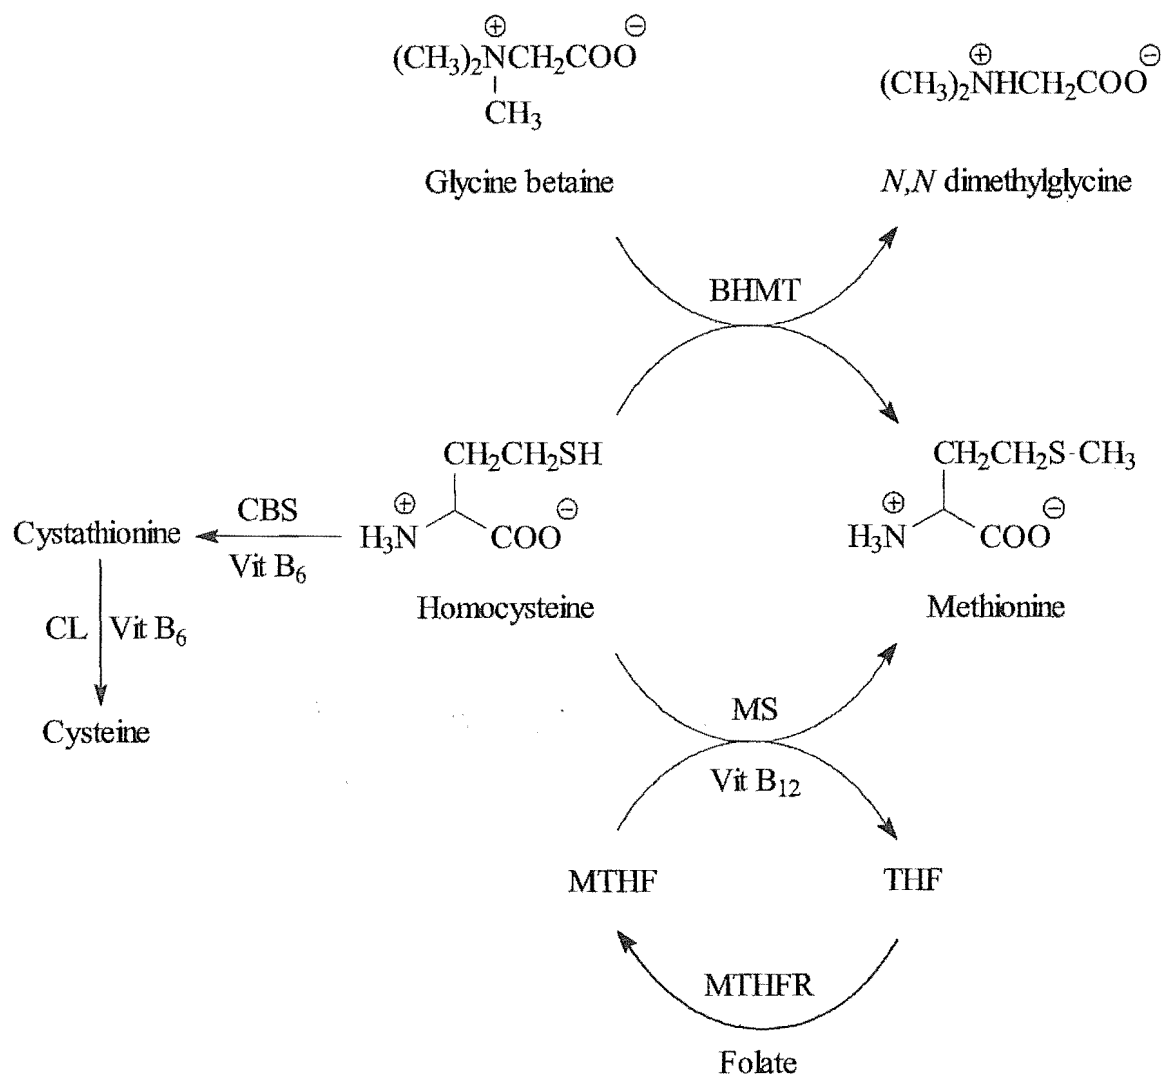 (CH₃)₂N⊕CH₂COO⊖
CH₃
Glycine betaine
(CH₃)₂N⊕HCH₂COO⊖
N,N dimethylglycine
BHMT
CH₂CH₂SH
H₃N⊕ COO⊖
Homocysteine
CH₂CH₂S-CH₃
H₃N⊕ COO⊖
Methionine
CBS
Vit B₆
Cystathionine
CL Vit B₆
Cysteine
MS
Vit B₁₂
MTHF
THF
MTHFR
Folate